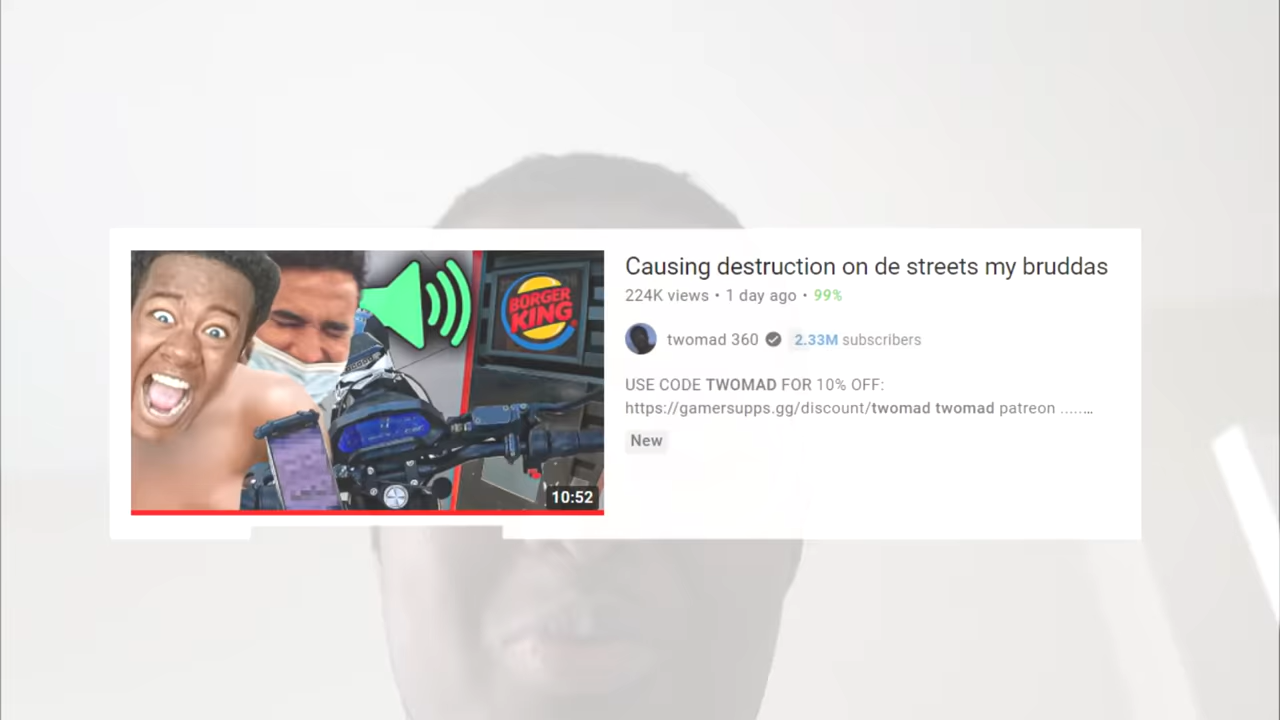 BORGER
KING
10:52
Causing destruction on de streets my bruddas
224K views • 1 day ago • 99%
twomad 360 2.33M subscribers
USE CODE TWOMAD FOR 10% OFF:
https://gamersupps.gg/discount/twomad twomad patreon ........
New